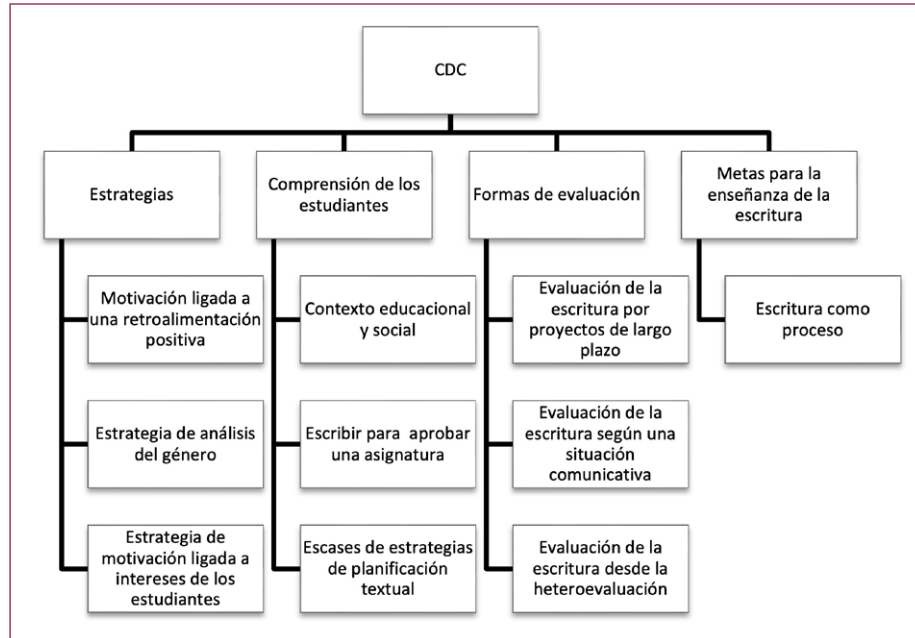 CDC
Estrategias
Comprensión de los
estudiantes
Formas de evaluación
Metas para la
enseñanza de la
escritura
Motivación ligada a
una retroalimentación
positiva
Estrategia de análisis
del género
Estrategia de
motivación ligada a
intereses de los
estudiantes
Contexto educacional
y social
Escribir para aprobar
una asignatura
Escases de estrategias
de planificación
textual
Evaluación de la
escritura por
proyectos de largo
plazo
Evaluación de la
escritura según una
situación
comunicativa
Evaluación de la
escritura desde la
heteroevaluación
Escritura como
proceso